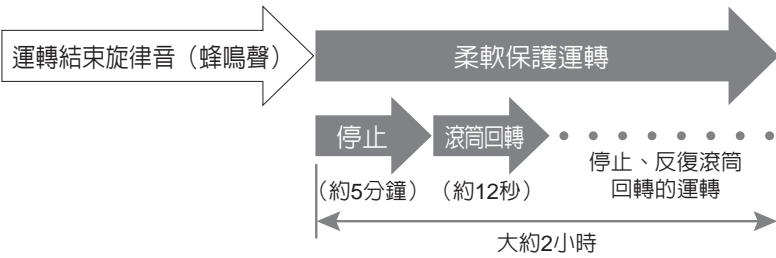 運轉結束旋律音（蜂鳴聲）
柔軟保護運轉
停止
滾筒回轉
（約5分鐘）
（約12秒）
停止、反復滾筒
回轉的運轉
大約2小時